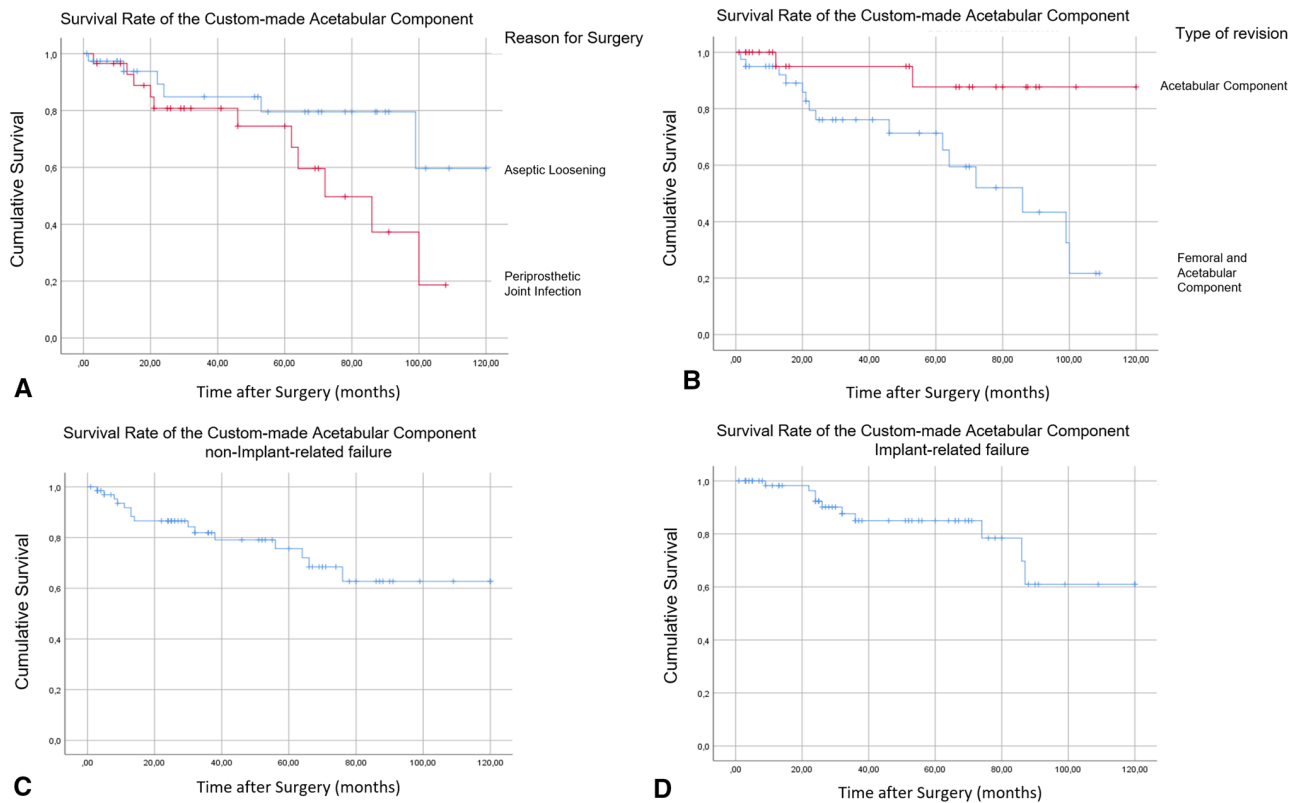 Survival Rate of the Custom-made Acetabular Component
Reason for Surgery
Cumulative Survival
1,0
0,8
0,6
0,4
0,2
0,0
Aseptic Loosening
Periprosthetic
Joint Infection
,00
20,00
40,00
60,00
80,00
100,00
120,00
Time after Surgery (months)
A
Survival Rate of the Custom-made Acetabular Component
Type of revision
Cumulative Survival
1,0
0,8
0,6
0,4
0,2
0,0
Acetabular Component
Femoral and
Acetabular
Component
,00
20,00
40,00
60,00
80,00
100,00
120,00
Time after Surgery (months)
B
Survival Rate of the Custom-made Acetabular Component
non-Implant-related failure
Cumulative Survival
1,0
0,8
0,6
0,4
0,2
0,0
,00
20,00
40,00
60,00
80,00
100,00
120,00
Time after Surgery (months)
C
Survival Rate of the Custom-made Acetabular Component
Implant-related failure
Cumulative Survival
1,0
0,8
0,6
0,4
0,2
0,0
,00
20,00
40,00
60,00
80,00
100,00
120,00
Time after Surgery (months)
D